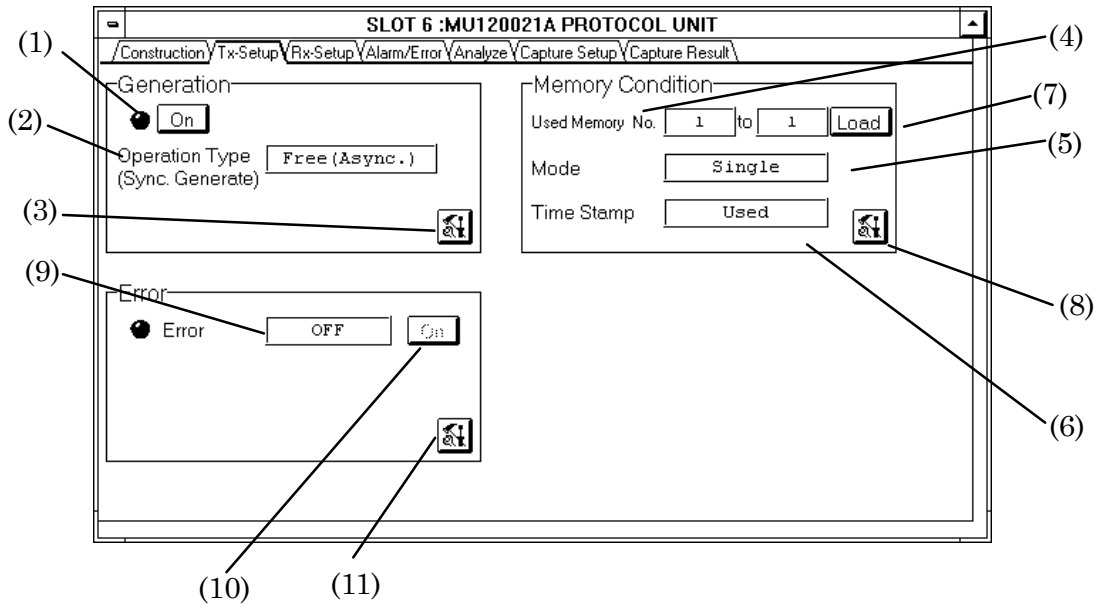 SLOT 6 :MU120021A PROTOCOL UNIT
Construction Tx-Setup Rx-Setup Alarm/Error Analyze Capture Setup Capture Result
(1)
(4)
Generation
Memory Condition
(7)
On
Used Memory No. 1 to 1 Load
(2)
(5)
Operation Type Free(Async.)
(Sync. Generate)
Mode Single
(3)
Time Stamp Used
(9)
(8)
Error
Error OFF On
(6)
(10)
(11)